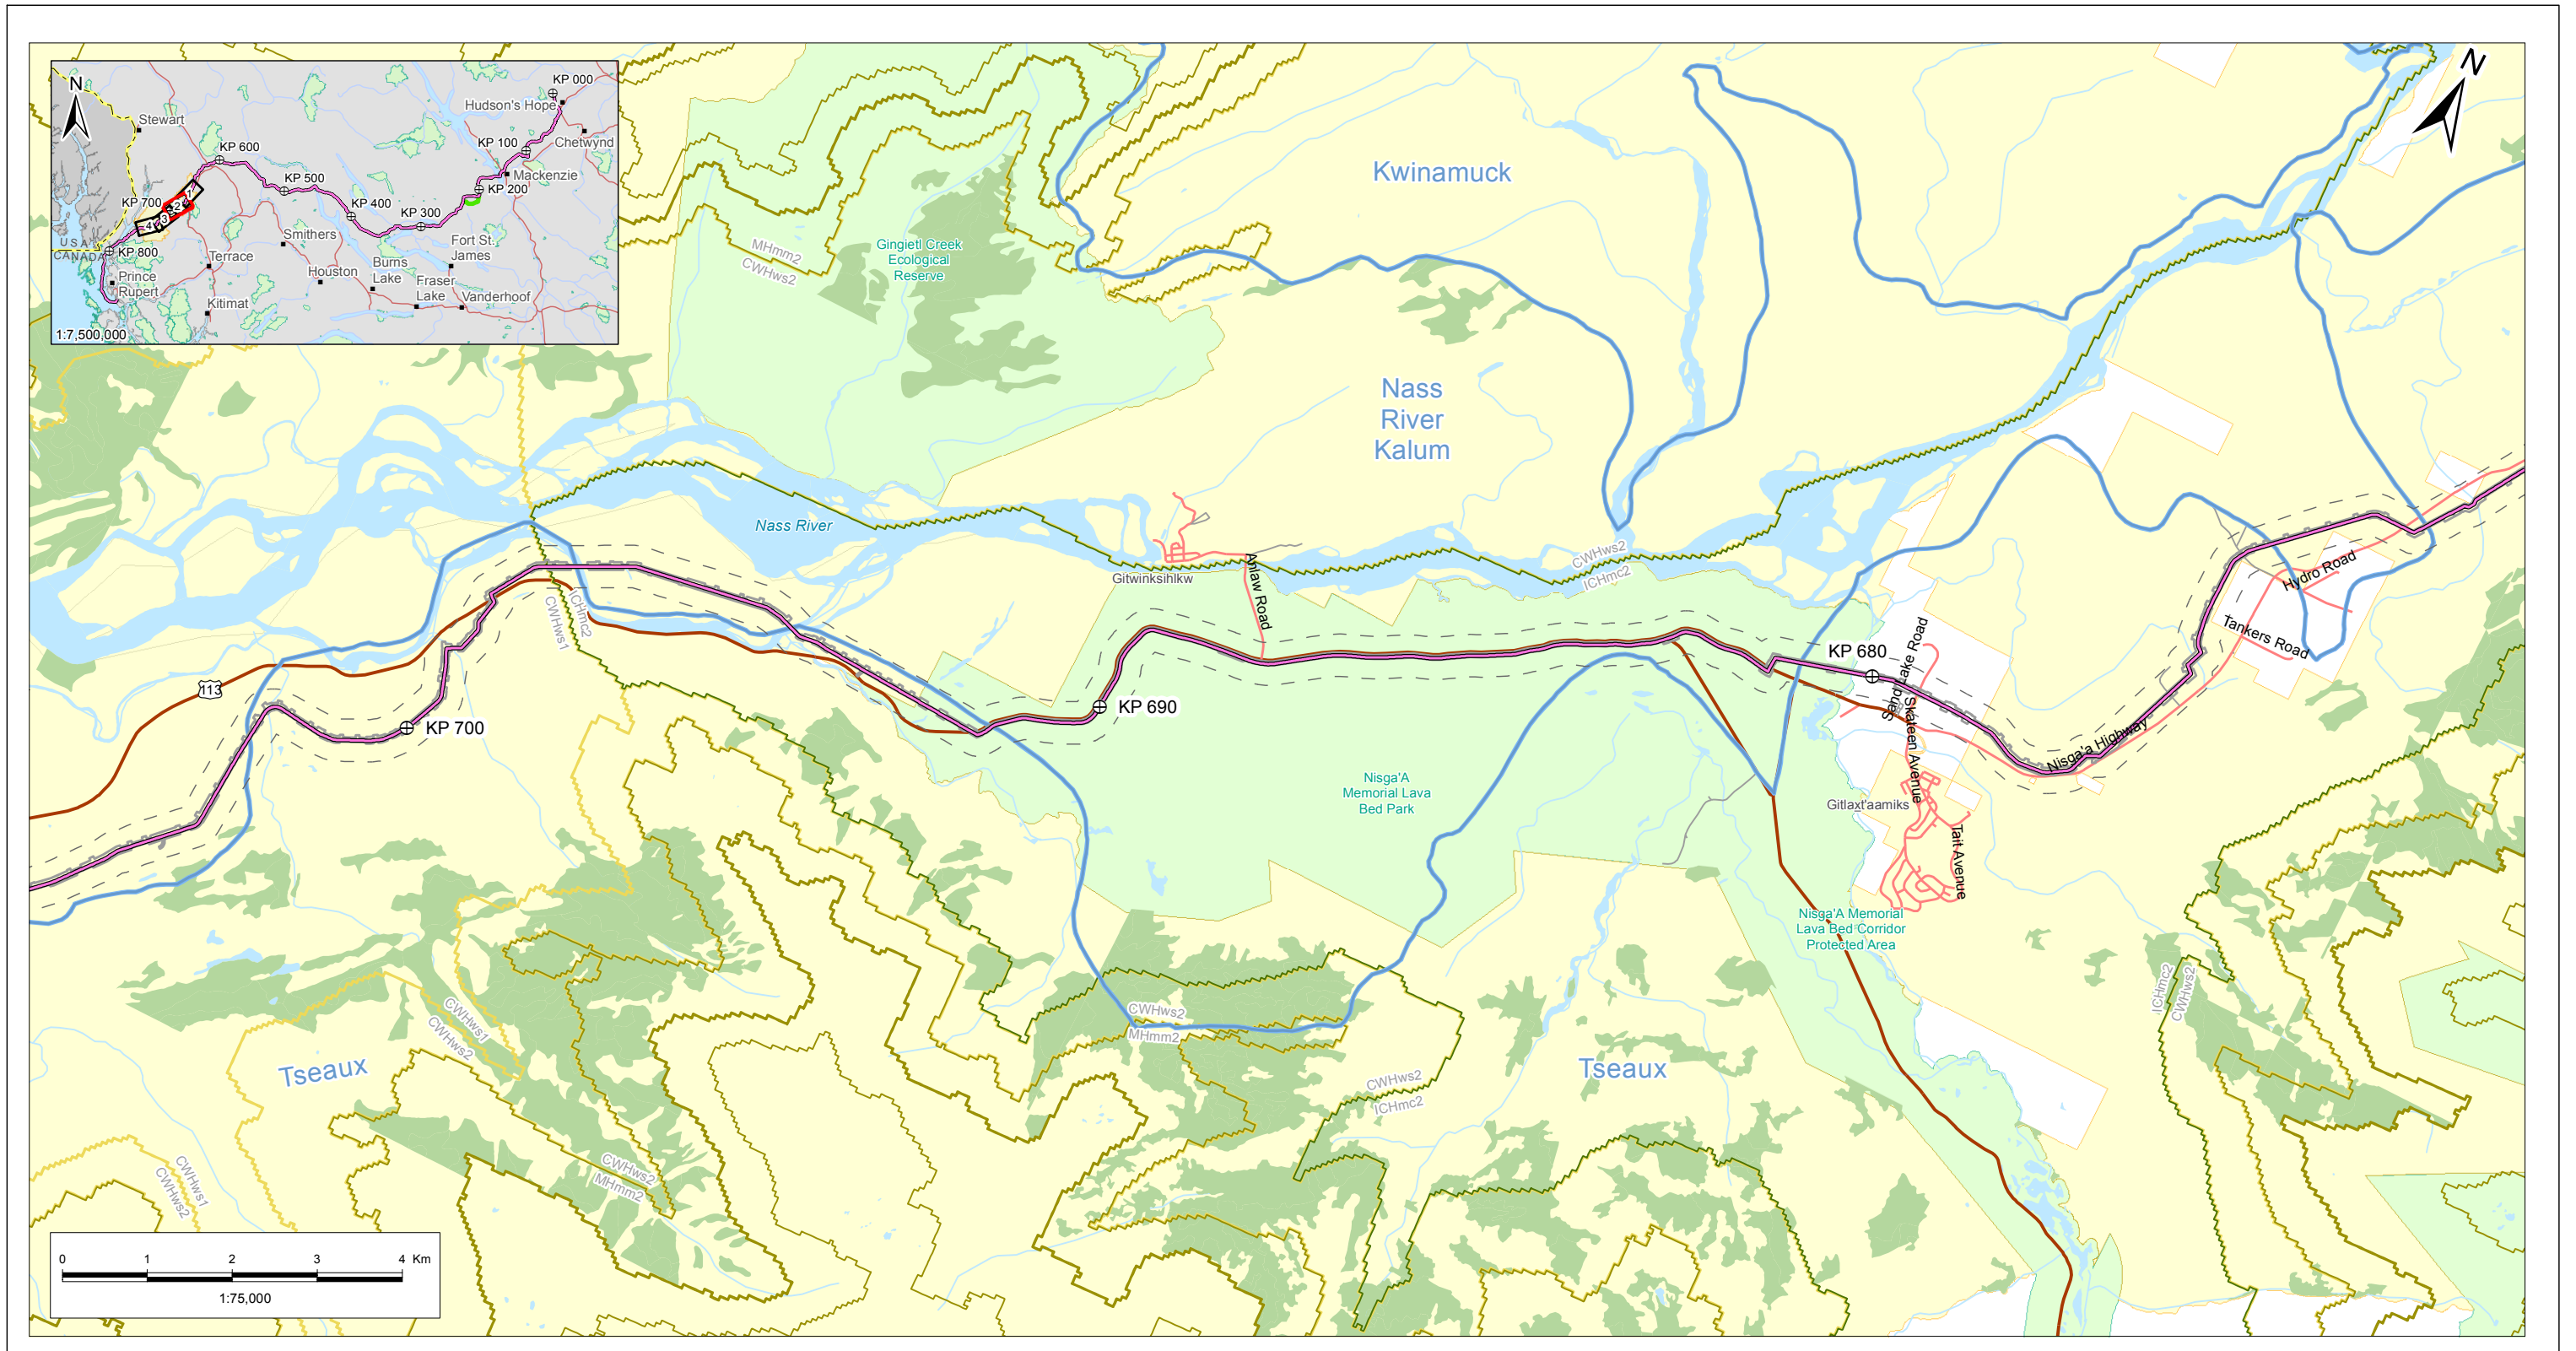 N
Stewart
KP 000
Hudson's Hope
KP 100
Chetwynd
KP 600
Mackenzie
KP 500
KP 200
KP 700
1
2
3
4
KP 400
KP 300
Smithers
USA
CANADA
KP 800
Terrace
Fort St.
James
Prince
Rupert
Houston
Burns
Lake
Fraser
Lake
Vanderhoof
Kitimat
1:7,500,000
N
MHmm2
CWHws2
Gingietl Creek
Ecological
Reserve
Kwinamuck
Nass
River
Kalum
Nass River
Gitwinksihlkw
Anlaw Road
CWHws2
ICHmc2
Hydro Road
Tankers Road
CWHws1
ICHmc2
113
KP 700
KP 690
KP 680
Sand Lake Road
Skateen Avenue
Nisga'a Highway
Nisga'A
Memorial Lava
Bed Park
Gitlax̱t'aamiks
Tait Avenue
Nisga'A Memorial
Lava Bed Corridor
Protected Area
ICHmc2
CWHws2
CWHws1
CWHws2
CWHws2
MHmm2
Tseaux
Tseaux
CWHws2
ICHmc2
CWHws1
CWHws2
CWHws2
MHmm2
0 1 2 3 4 Km
1:75,000